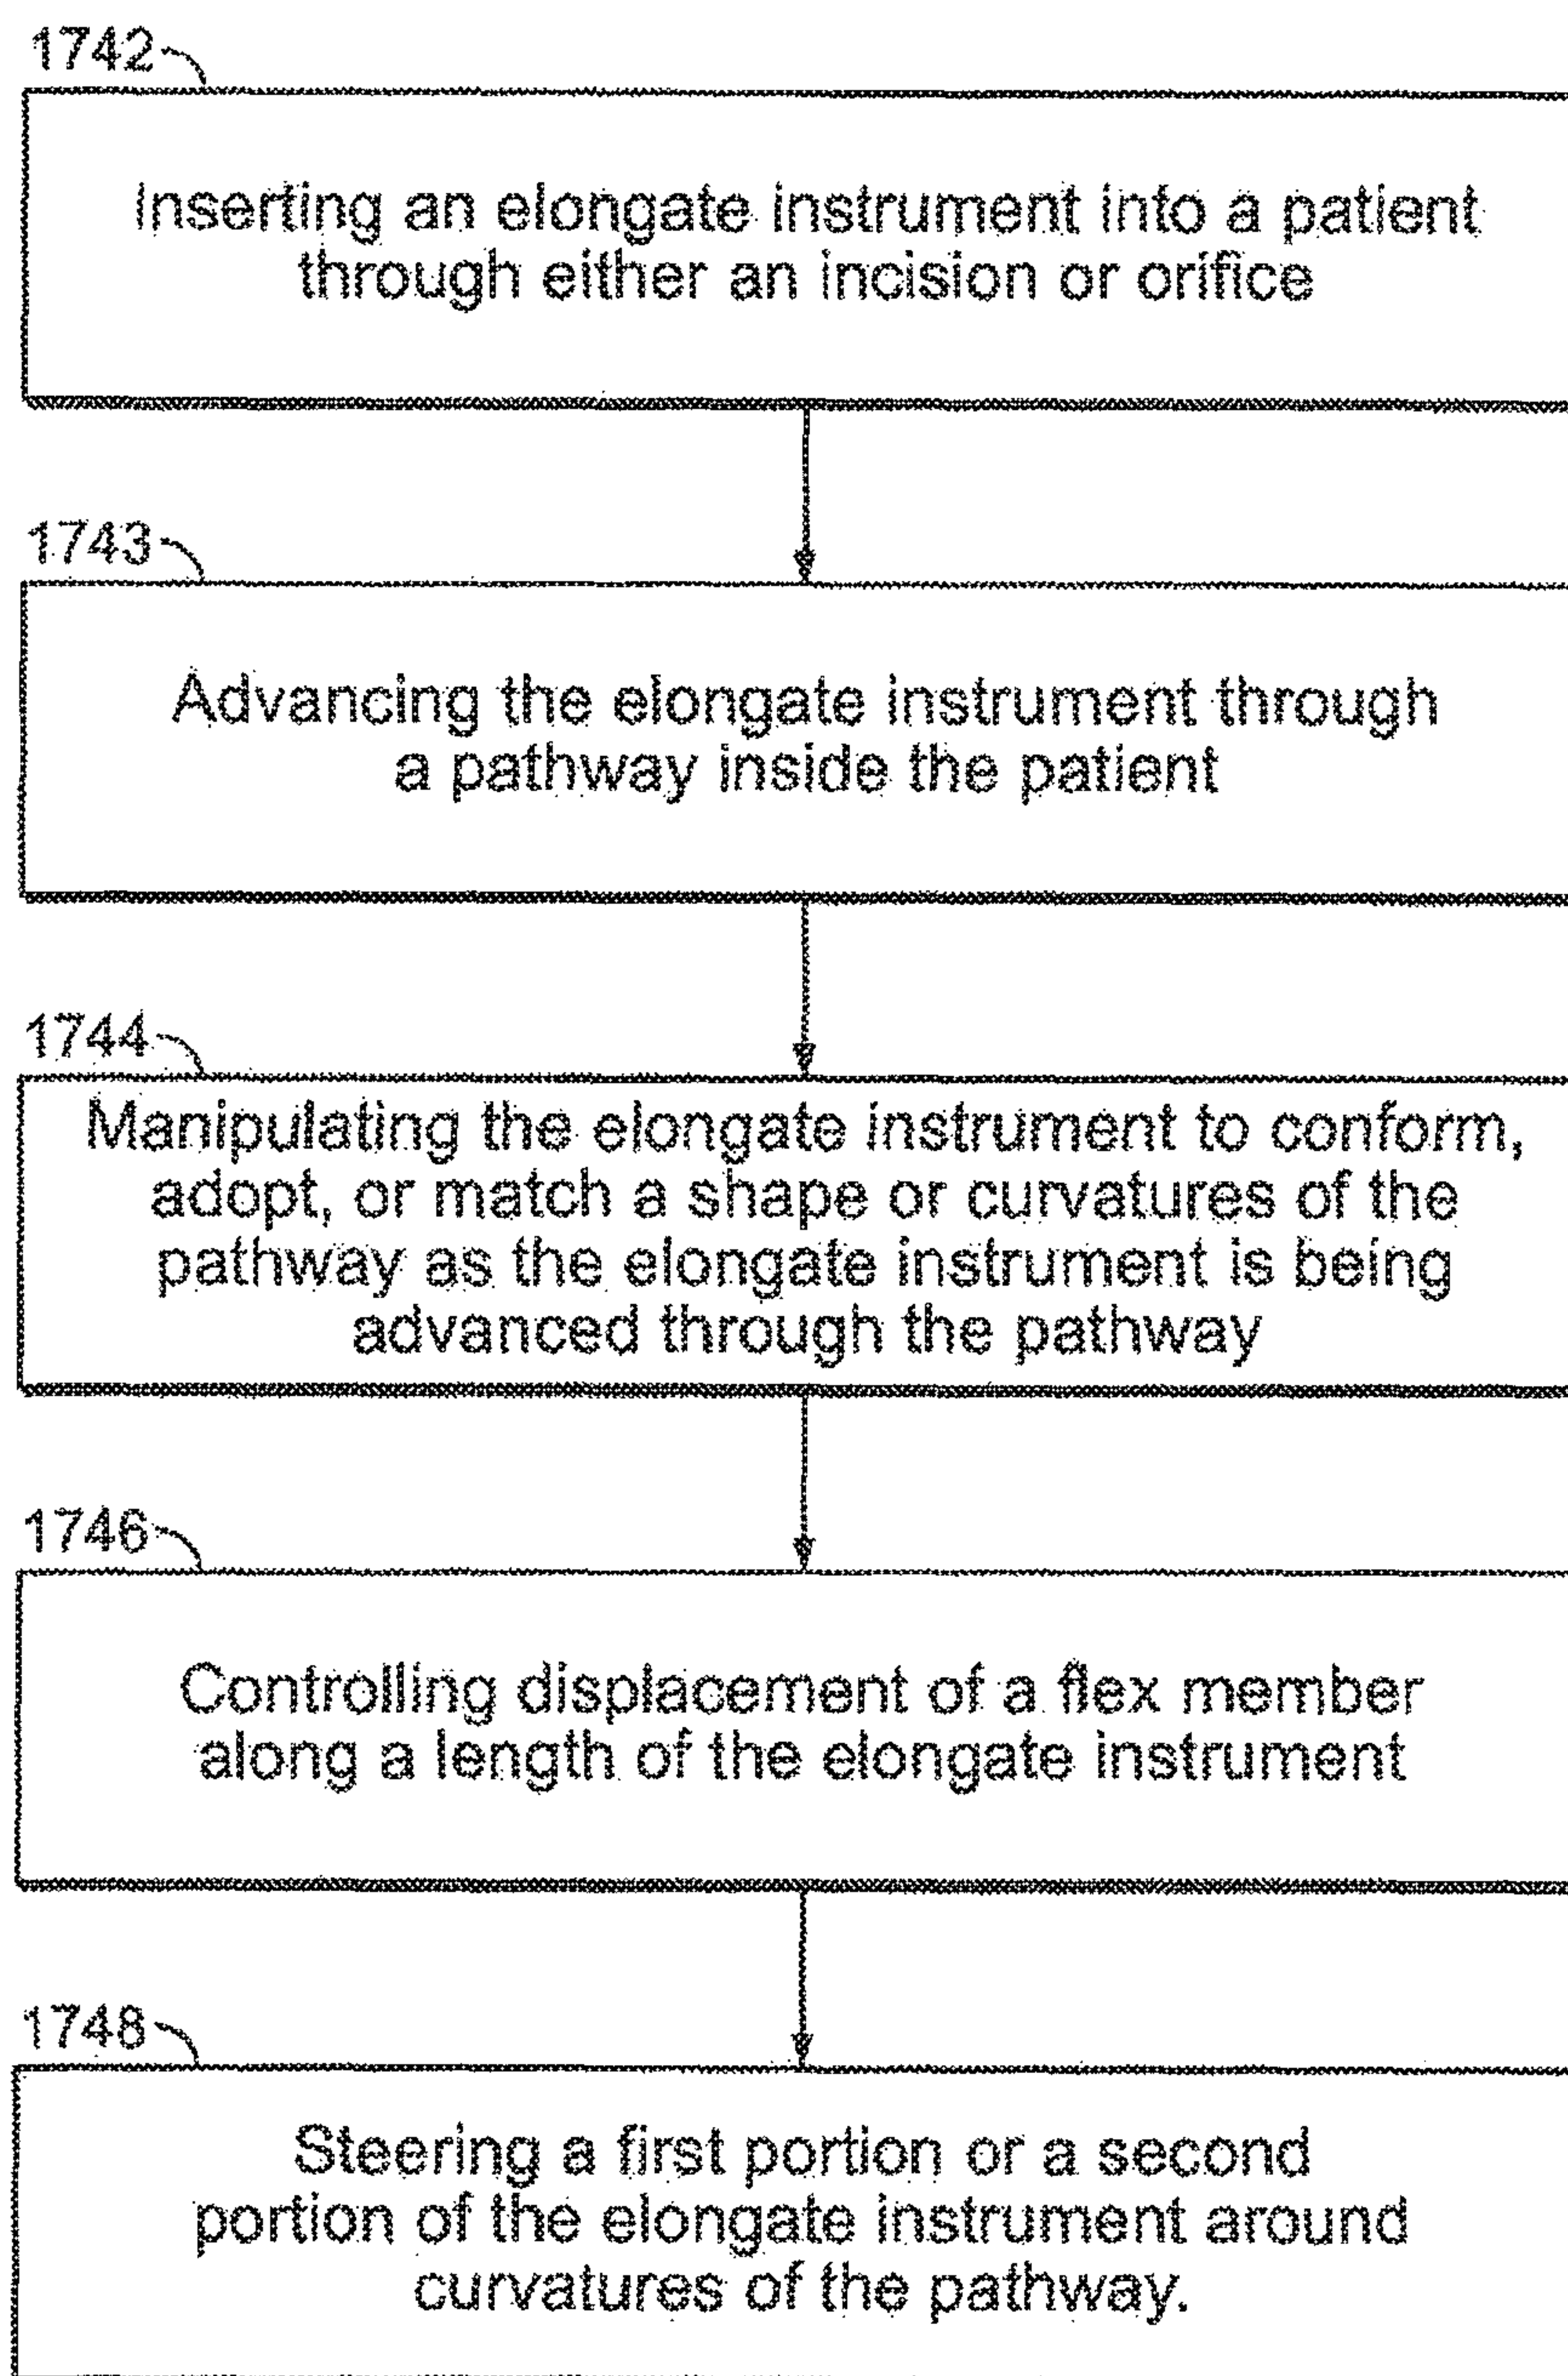 1742
Inserting an elongate instrument into a patient
through either an incision or orifice
1743
Advancing the elongate instrument through
a pathway inside the patient
1744
Manipulating the elongate instrument to conform,
adopt, or match a shape or curvatures of the
pathway as the elongate instrument is being
advanced through the pathway
1746
Controlling displacement of a flex member
along a length of the elongate instrument
1748
Steering a first portion or a second
portion of the elongate instrument around
curvatures of the pathway.